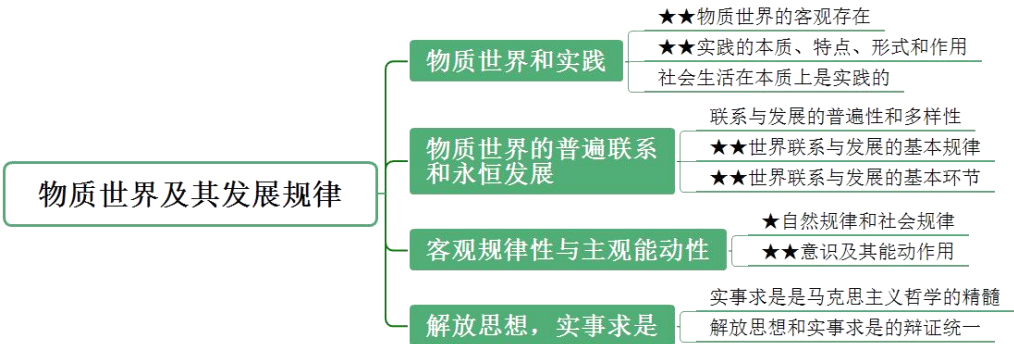 物质世界及其发展规律
物质世界和实践
★★物质世界的客观存在
★★实践的本质、特点、形式和作用
社会生活在本质上是实践的
物质世界的普遍联系
和永恒发展
联系与发展的普遍性和多样性
★★世界联系与发展的基本规律
★★世界联系与发展的基本环节
客观规律性与主观能动性
★自然规律和社会规律
★★意识及其能动作用
解放思想，实事求是
实事求是是马克思主义哲学的精髓
解放思想和实事求是的辩证统一